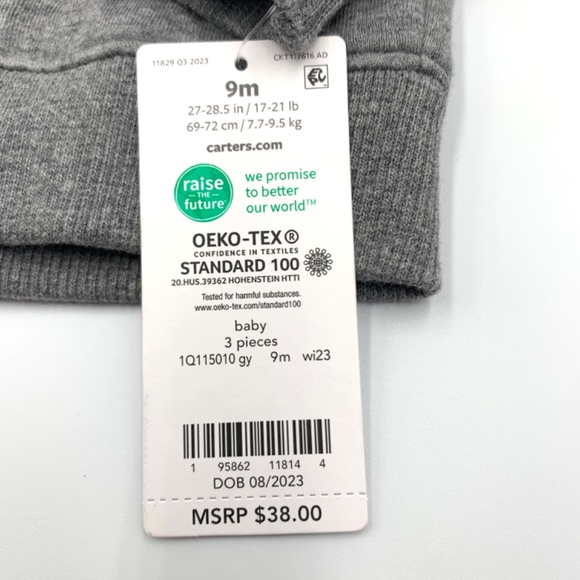 11829 Q3 2023
CKT117616 AD
9m
27-28.5 in / 17-21 lb
69-72 cm / 7.7-9.5 kg
carters.com
raise
THE
future™
we promise
to better
our world™
OEKO-TEX®
CONFIDENCE IN TEXTILES
STANDARD 100
20.HUS.39362 HOHENSTEIN HTTI
Tested for harmful substances.
www.oeko-tex.com/standard100
baby
3 pieces
1Q115010 gy 9m wi23
1 95862 11814 4
DOB 08/2023
MSRP $38.00